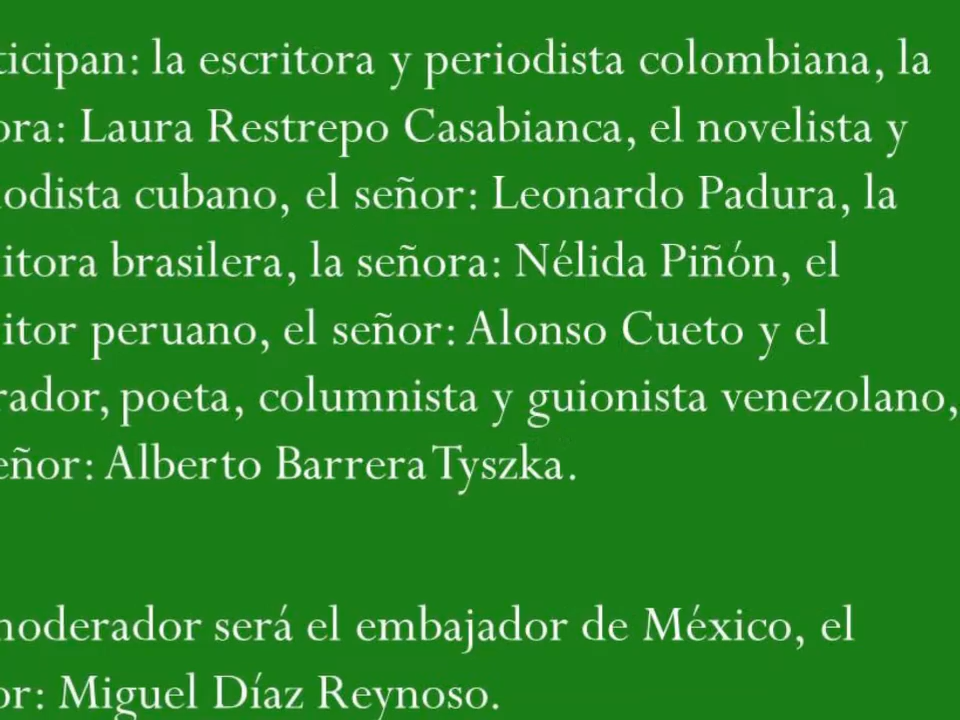 ticipan: la escritora y periodista colombiana, la
ora: Laura Restrepo Casabianca, el novelista y
iodista cubano, el señor: Leonardo Padura, la
itora brasilera, la señora: Nélida Piñón, el
itor peruano, el señor: Alonso Cueto y el
rador, poeta, columnista y guionista venezolano,
eñor: Alberto Barrera Tyszka.
moderador será el embajador de México, el
or: Miguel Díaz Reynoso.